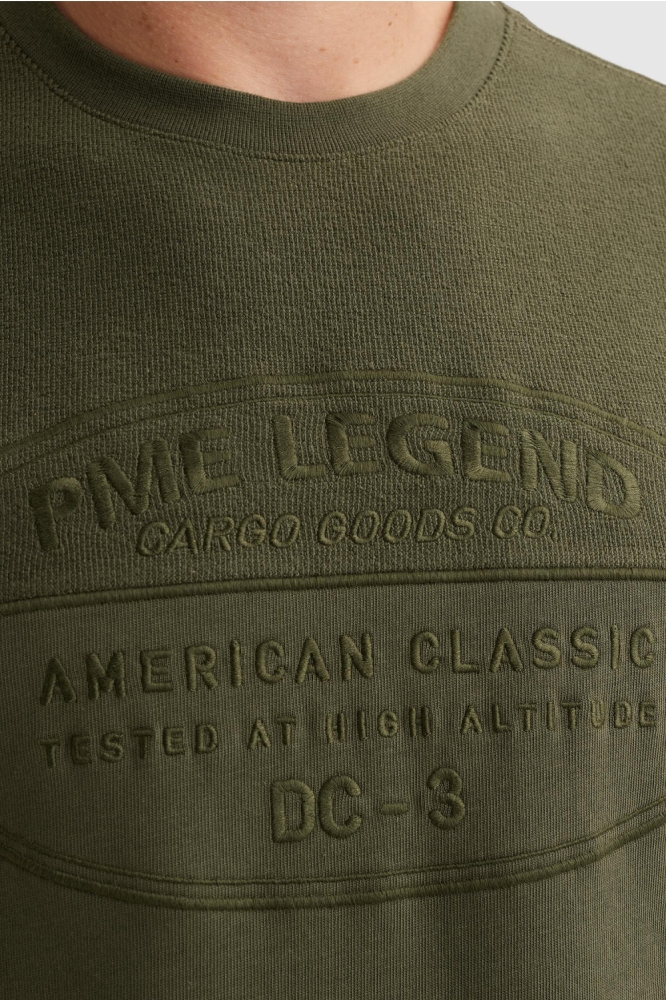 PME LEGEND
CARGO GOODS CO.
AMERICAN CLASSIC
TESTED AT HIGH ALTITUDE
DC-3